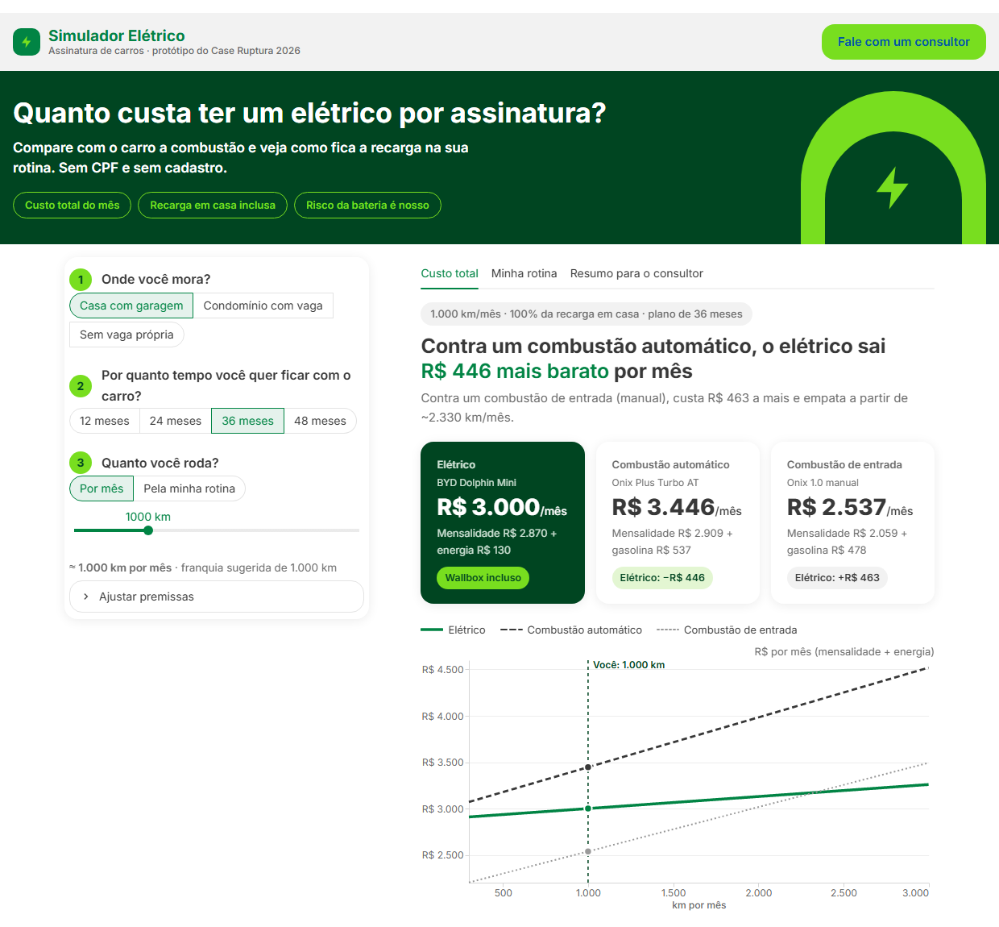 Simulador Elétrico
Assinatura de carros · protótipo do Case Ruptura 2026
Fale com um consultor
Quanto custa ter um elétrico por assinatura?
Compare com o carro a combustão e veja como fica a recarga na sua
rotina. Sem CPF e sem cadastro.
Custo total do mês
Recarga em casa inclusa
Risco da bateria é nosso
1 Onde você mora?
Casa com garagem
Condomínio com vaga
Sem vaga própria
2 Por quanto tempo você quer ficar com o
carro?
12 meses
24 meses
36 meses
48 meses
3 Quanto você roda?
Por mês
Pela minha rotina
1000 km
≈ 1.000 km por mês · franquia sugerida de 1.000 km
Ajustar premissas
Custo total
Minha rotina
Resumo para o consultor
1.000 km/mês · 100% da recarga em casa · plano de 36 meses
Contra um combustão automático, o elétrico sai
R$ 446 mais barato por mês
Contra um combustão de entrada (manual), custa R$ 463 a mais e empata a partir de
~2.330 km/mês.
Elétrico
BYD Dolphin Mini
R$ 3.000/mês
Mensalidade R$ 2.870 +
energia R$ 130
Wallbox incluso
Combustão automático
Onix Plus Turbo AT
R$ 3.446/mês
Mensalidade R$ 2.909 +
gasolina R$ 537
Elétrico: −R$ 446
Combustão de entrada
Onix 1.0 manual
R$ 2.537/mês
Mensalidade R$ 2.059 +
gasolina R$ 478
Elétrico: +R$ 463
Elétrico
Combustão automático
Combustão de entrada
R$ por mês (mensalidade + energia)
Você: 1.000 km
R$ 4.500
R$ 4.000
R$ 3.500
R$ 3.000
R$ 2.500
500
1.000
1.500
2.000
2.500
3.000
km por mês